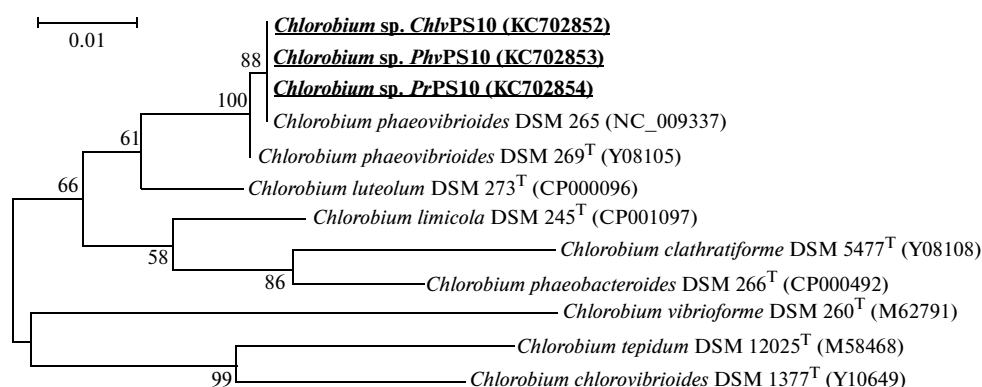 Chlorobium sp. ChlvPS10 (KC702852)
0.01
88
Chlorobium sp. PhvPS10 (KC702853)
Chlorobium sp. PrPS10 (KC702854)
100
Chlorobium phaeovibrioides DSM 265 (NC_009337)
61
Chlorobium phaeovibrioides DSM 269T (Y08105)
66
Chlorobium luteolum DSM 273T (CP000096)
Chlorobium limicola DSM 245T (CP001097)
58
Chlorobium clathratiforme DSM 5477T (Y08108)
86
Chlorobium phaeobacteroides DSM 266T (CP000492)
Chlorobium vibrioforme DSM 260T (M62791)
Chlorobium tepidum DSM 12025T (M58468)
99
Chlorobium chlorovibrioides DSM 1377T (Y10649)